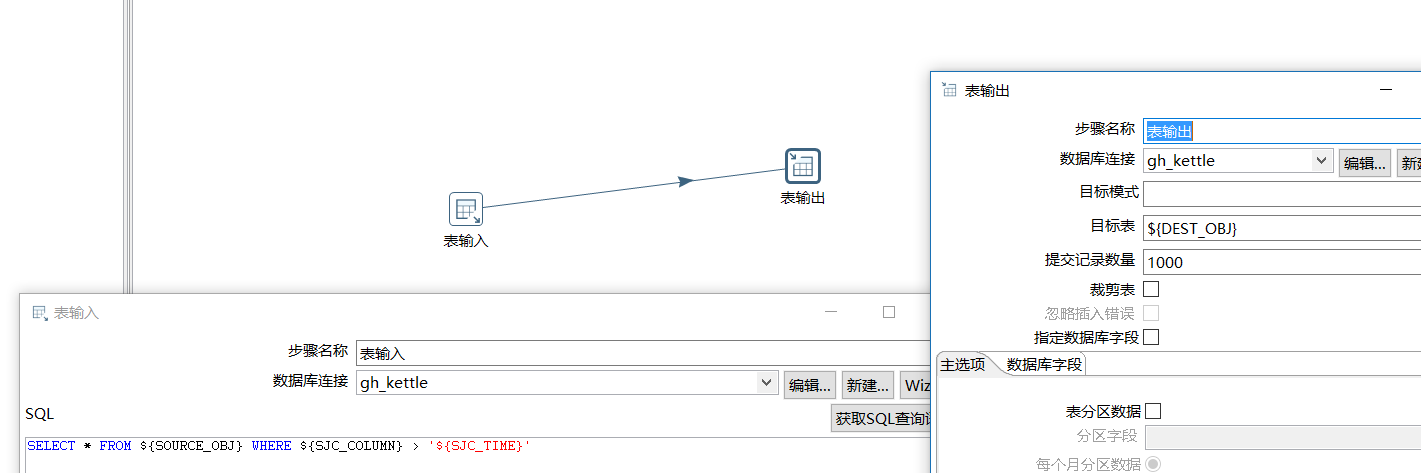 表输出
表输入
表输入
步骤名称 表输入
数据库连接 gh_kettle 编辑... 新建...
SQL 获取SQL查询
SELECT * FROM ${SOURCE_OBJ} WHERE ${SJC_COLUMN} > '${SJC_TIME}'
表输出
步骤名称 表输出
数据库连接 gh_kettle 编辑...
目标模式
目标表 ${DEST_OBJ}
提交记录数量 1000
裁剪表
忽略插入错误
指定数据库字段
主选项 数据库字段
表分区数据
分区字段
每个月分区数据